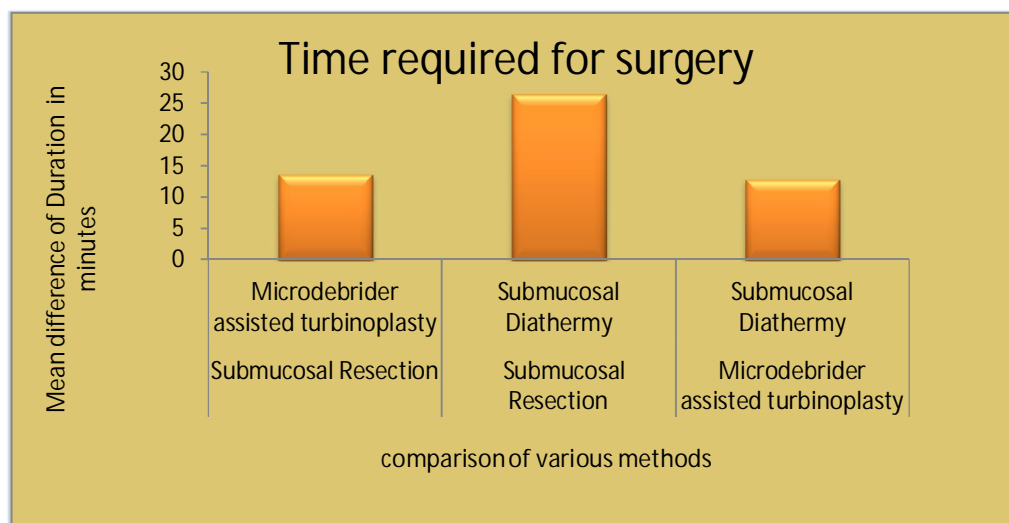 Time required for surgery
Mean difference of Duration in
minutes
30
25
20
15
10
5
0
Microdebrider
assisted turbinoplasty
Submucosal
Diathermy
Submucosal
Diathermy
Submucosal Resection
Submucosal
Resection
Microdebrider
assisted turbinoplasty
comparison of various methods